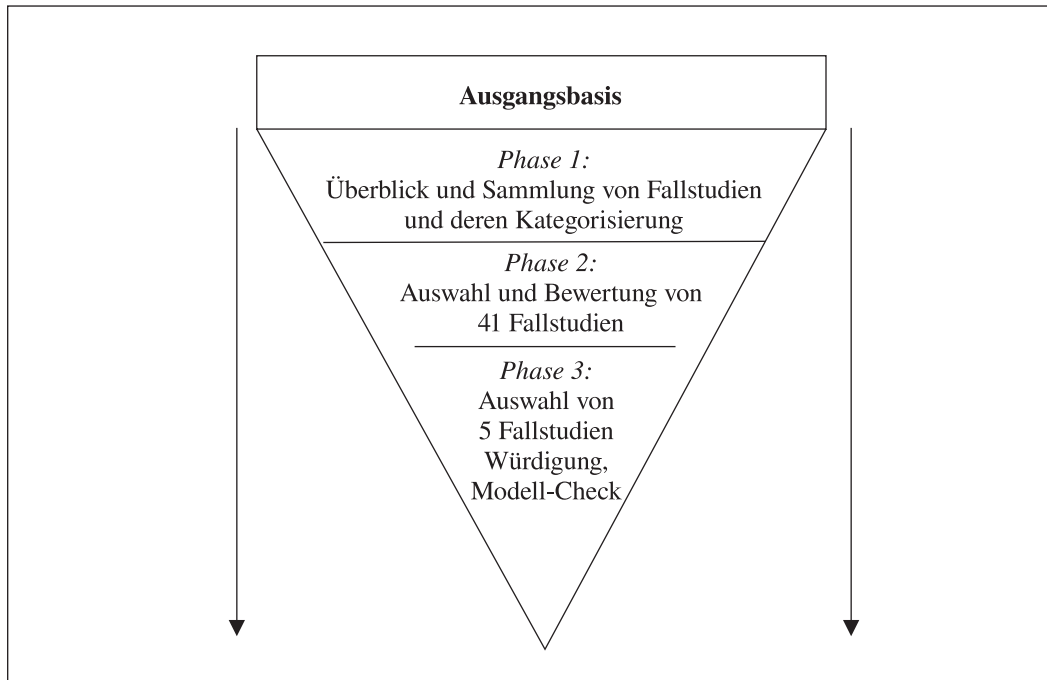 Ausgangsbasis
Phase 1:
Überblick und Sammlung von Fallstudien
und deren Kategorisierung
Phase 2:
Auswahl und Bewertung von
41 Fallstudien
Phase 3:
Auswahl von
5 Fallstudien
Würdigung,
Modell-Check